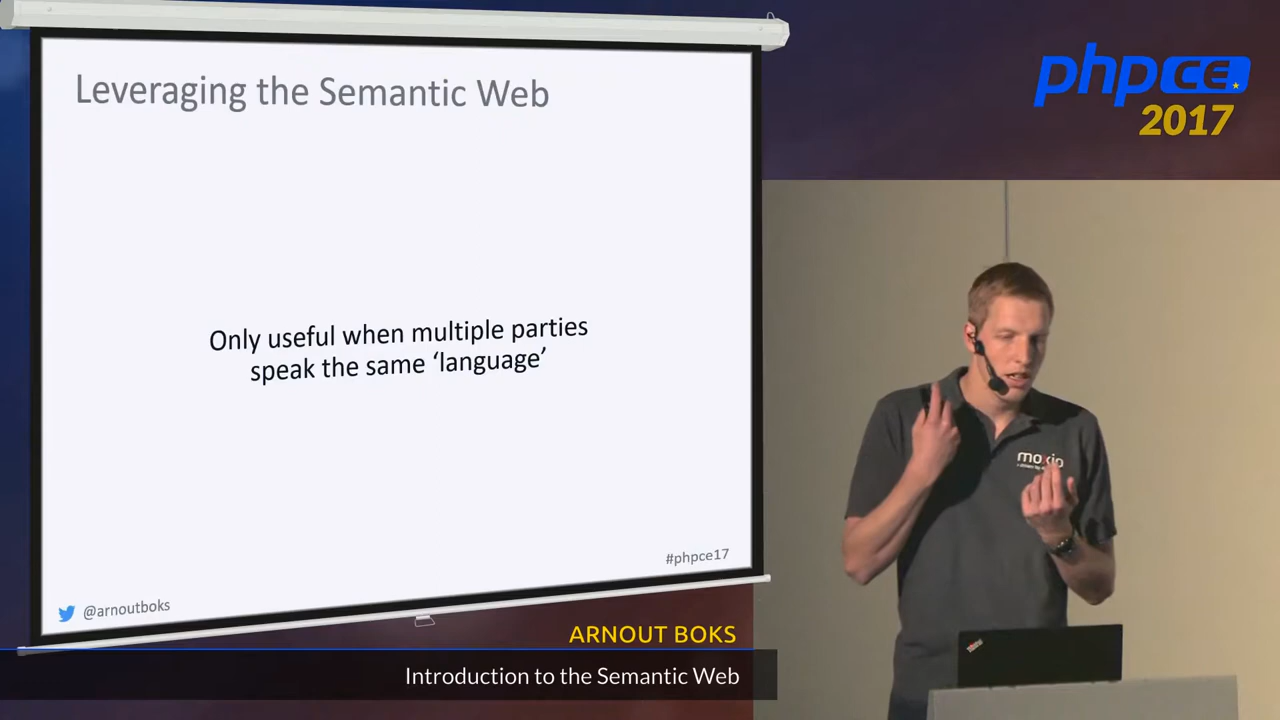 Leveraging the Semantic Web
Only useful when multiple parties
speak the same ‘language’
#phpce17
@arnoutboks
phpCE
2017
moxio
ARNOUT BOKS
Introduction to the Semantic Web